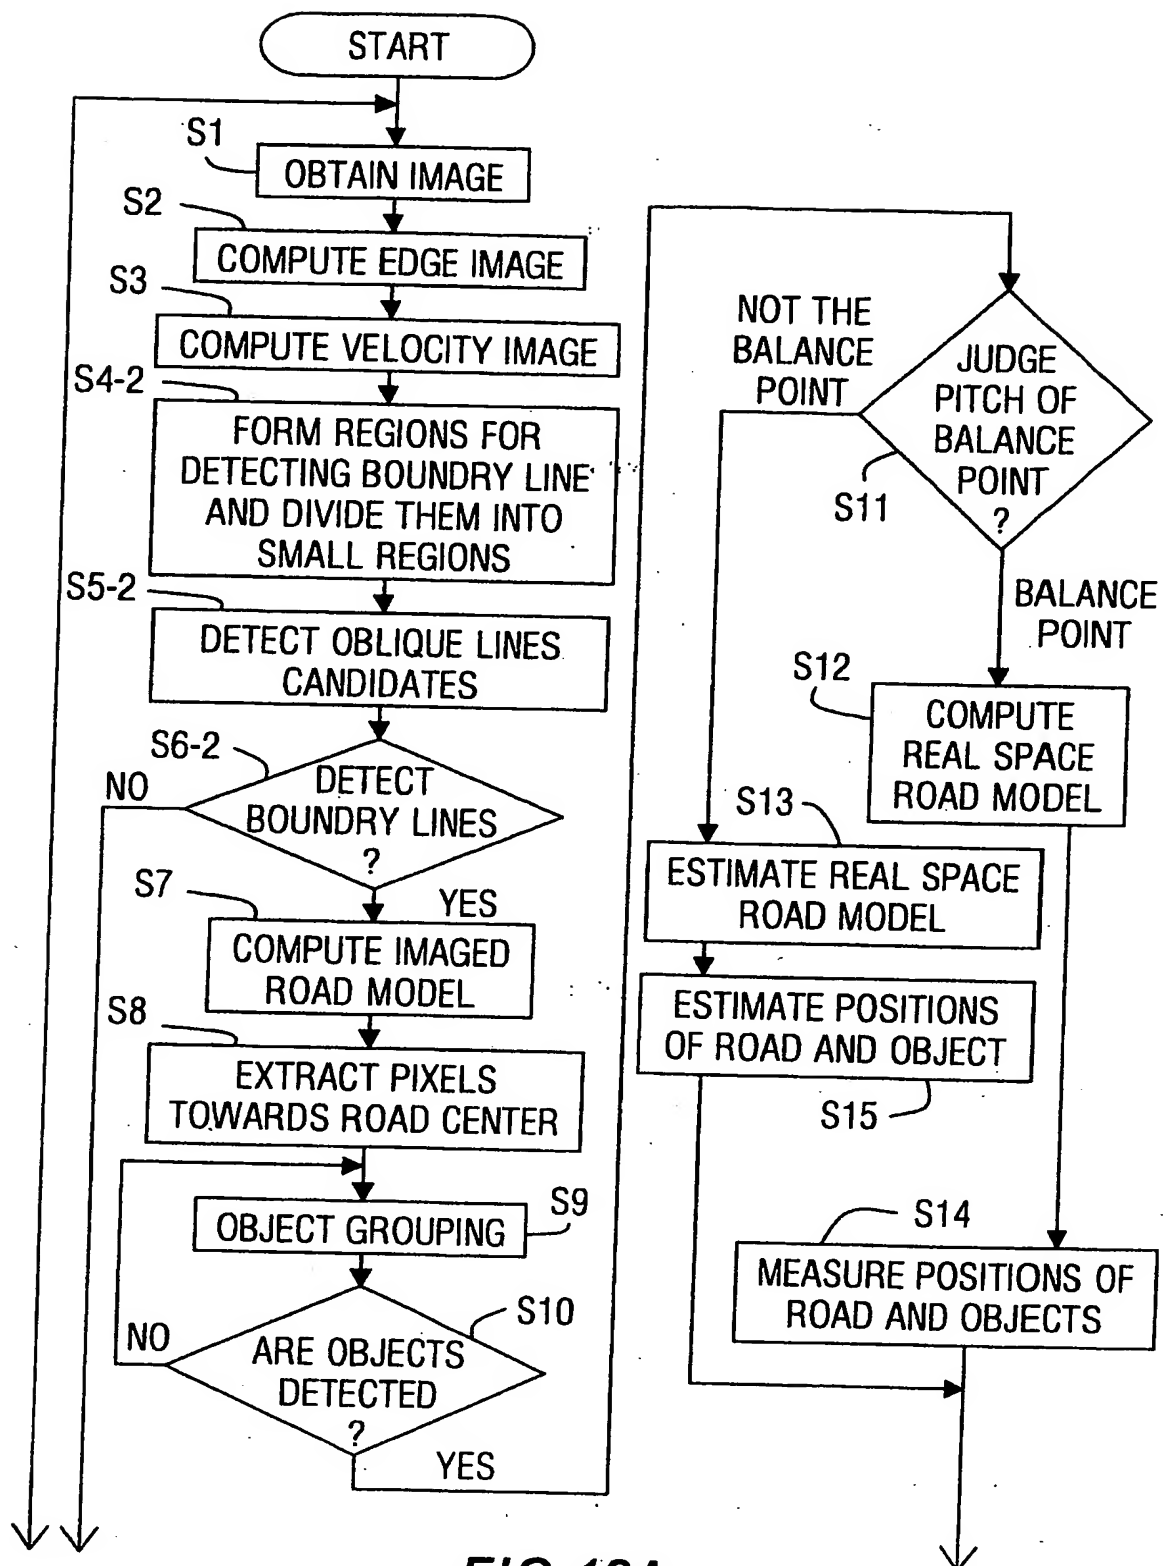 START
S1
OBTAIN IMAGE
S2
COMPUTE EDGE IMAGE
S3
COMPUTE VELOCITY IMAGE
S4-2
FORM REGIONS FOR
DETECTING BOUNDRY LINE
AND DIVIDE THEM INTO
SMALL REGIONS
S5-2
DETECT OBLIQUE LINES
CANDIDATES
S6-2
NO
DETECT
BOUNDRY LINES
?
YES
S7
COMPUTE IMAGED
ROAD MODEL
S8
EXTRACT PIXELS
TOWARDS ROAD CENTER
S9
OBJECT GROUPING
S10
NO
ARE OBJECTS
DETECTED
?
YES
NOT THE
BALANCE
POINT
JUDGE
PITCH OF
BALANCE
POINT
?
S11
BALANCE
POINT
S12
COMPUTE
REAL SPACE
ROAD MODEL
S13
ESTIMATE REAL SPACE
ROAD MODEL
ESTIMATE POSITIONS
OF ROAD AND OBJECT
S15
S14
MEASURE POSITIONS OF
ROAD AND OBJECTS